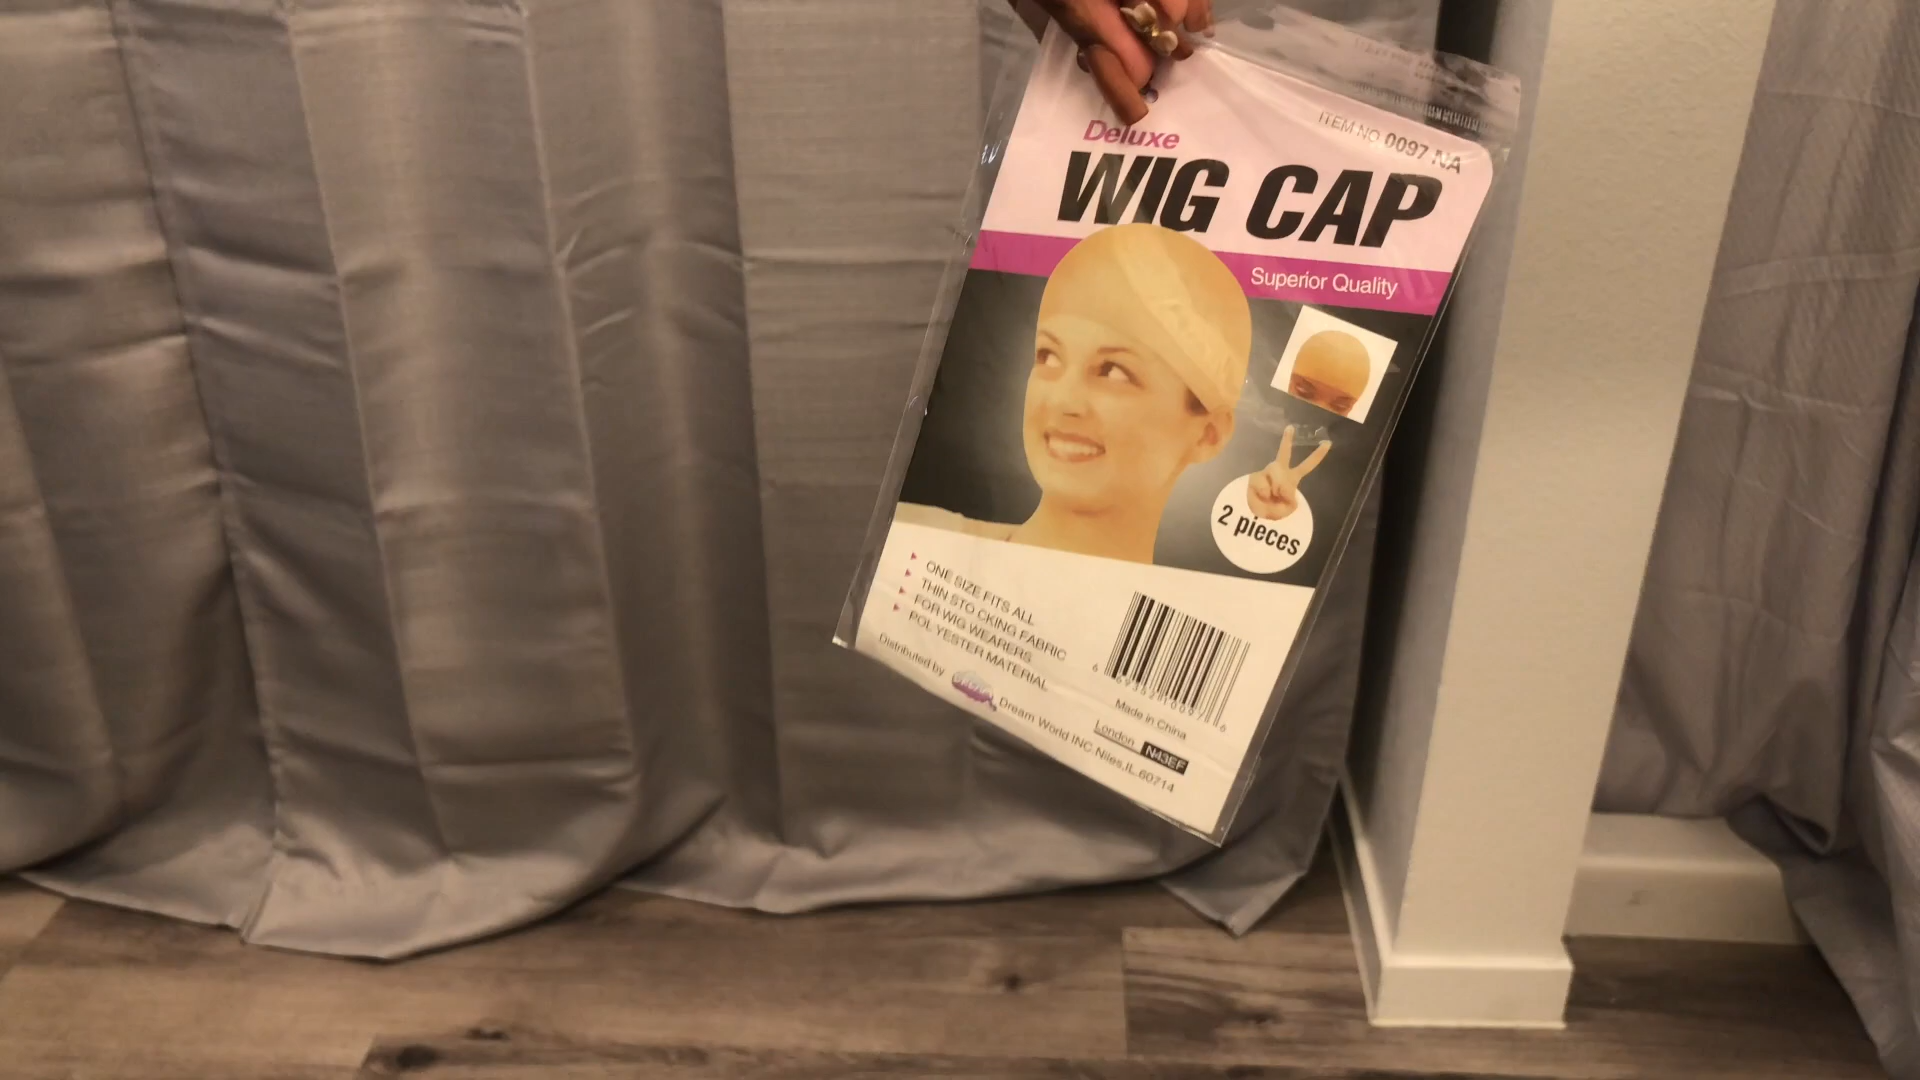 Deluxe
ITEM NO. 0097 NA
WIG CAP
Superior Quality
2 pieces
ONE SIZE FITS ALL
THIN STO CKING FABRIC
FOR WIG WEARERS
POL YESTER MATERIAL
Distributed by
Dream World INC Niles,IL 60714
Made in China
London N43EF